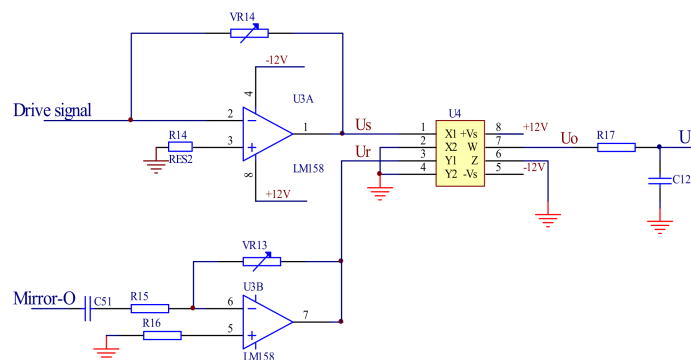 VR14
-12V
4
U3A
Drive signal
2
1
Us
R14
3
RES2
LM158
8
+12V
U4
1 X1 +Vs 8 +12V
2 X2 W 7 Uo R17 U
Ur 3 Y1 Z 6
4 Y2 -Vs 5 -12V
C12
VR13
Mirror-O
C51
R15
U3B
6
7
R16
5
LM158